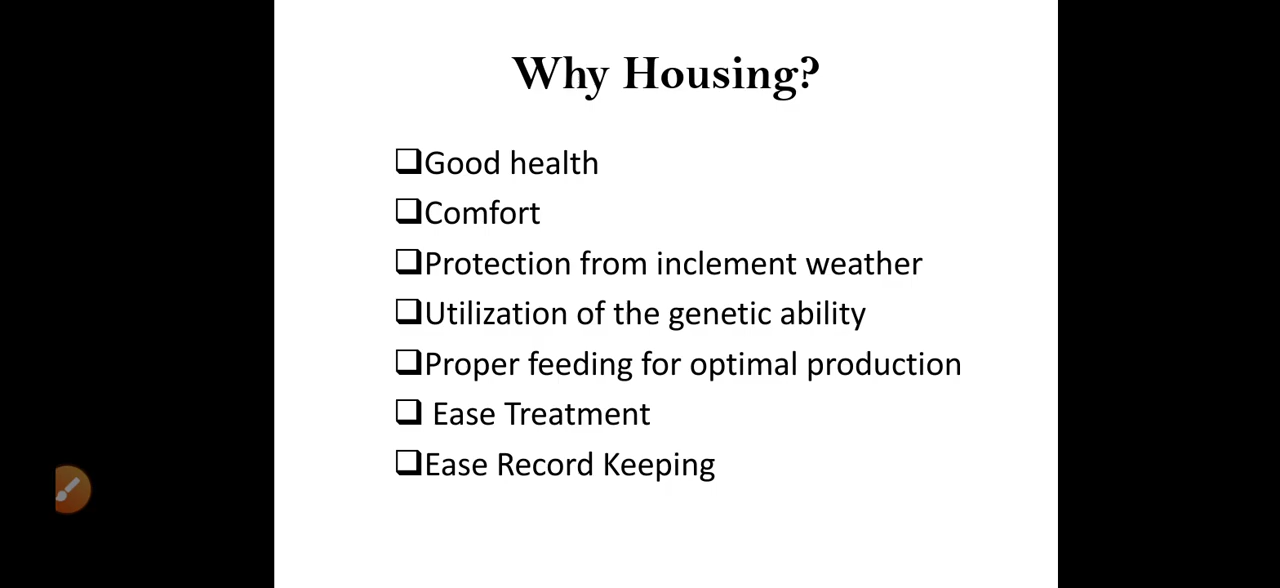 Why Housing?
Good health
Comfort
Protection from inclement weather
Utilization of the genetic ability
Proper feeding for optimal production
Ease Treatment
Ease Record Keeping